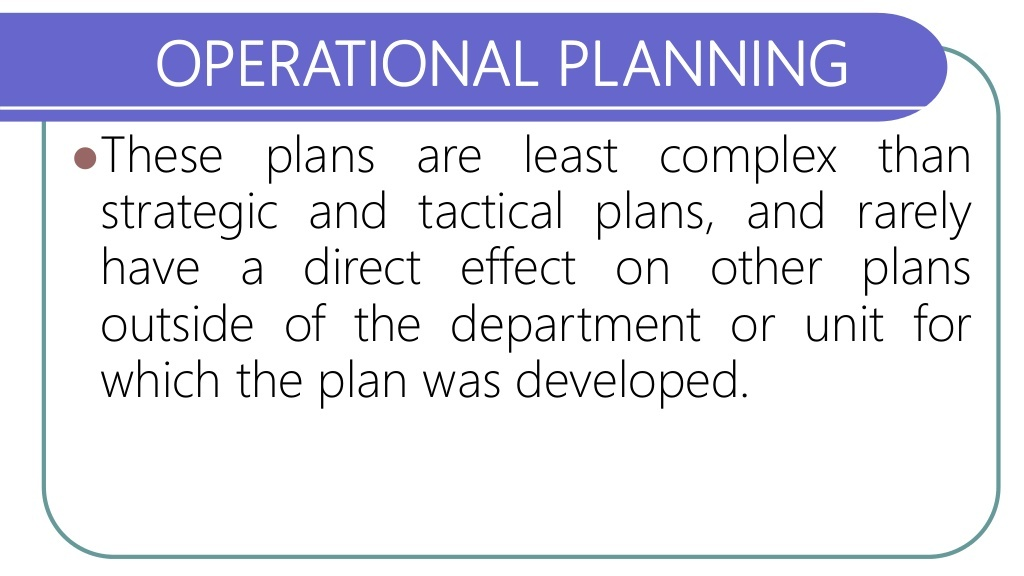 OPERATIONAL PLANNING
●These plans are least complex than
strategic and tactical plans, and rarely
have a direct effect on other plans
outside of the department or unit for
which the plan was developed.